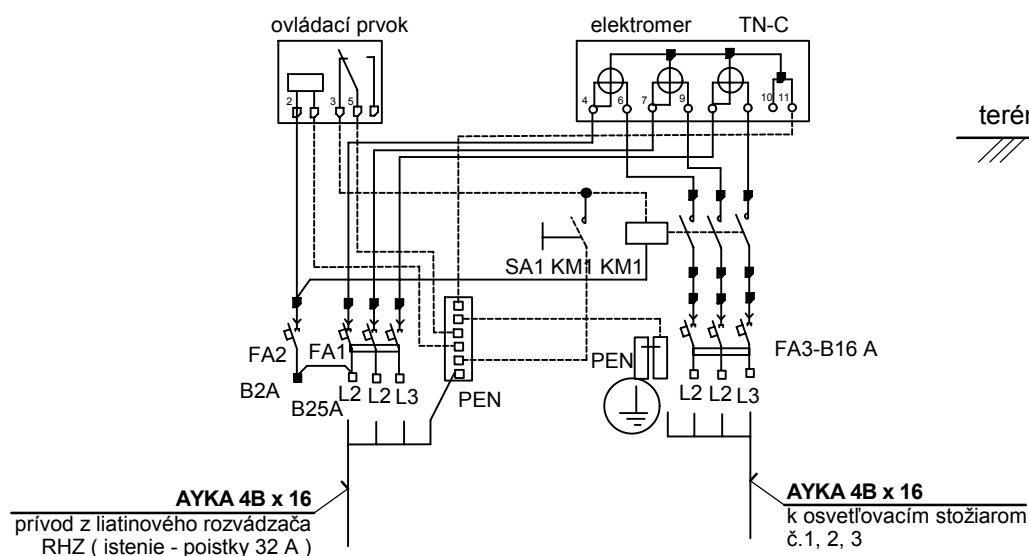 ovládací prvok
elektromer TN-C
2 3 5
4 6 7 9 10 11
terén
SA1 KM1 KM1
FA2 FA1
B2A
B25A
L2 L2 L3
PEN
PEN
FA3-B16 A
L2 L2 L3
AYKA 4B x 16
prívod z liatinového rozvádzača
RHZ ( istenie - poistky 32 A )
AYKA 4B x 16
k osvetľovacím stožiarom
č.1, 2, 3